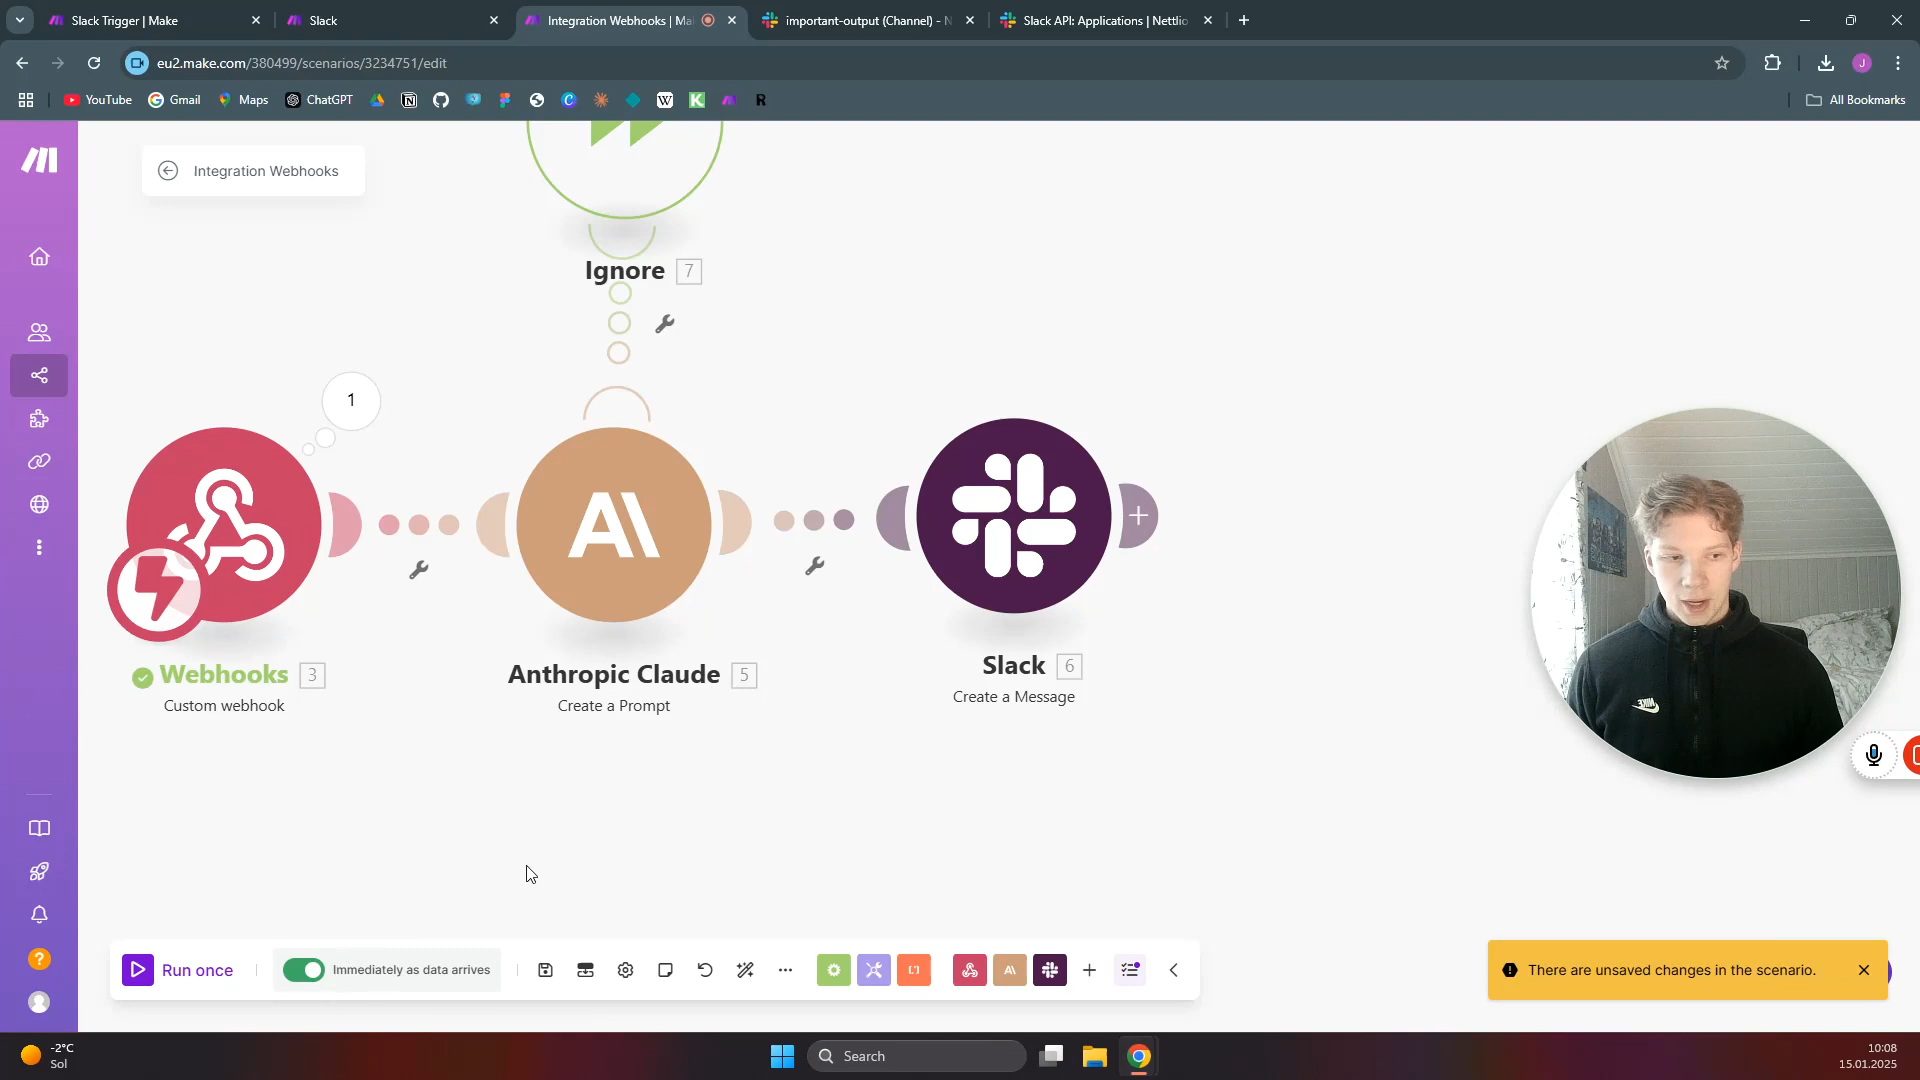 Slack Trigger | Make
Slack
Integration Webhooks | Ma
important-output (Channel) - N
Slack API: Applications | Nettlio
eu2.make.com/380499/scenarios/3234751/edit
YouTube
Gmail
Maps
ChatGPT
All Bookmarks
Integration Webhooks
Ignore 7
1
Webhooks 3
Custom webhook
Anthropic Claude 5
Create a Prompt
Slack 6
Create a Message
NIKE
Run once
Immediately as data arrives
There are unsaved changes in the scenario.
-2°C
Sol
Search
10:08
15.01.2025